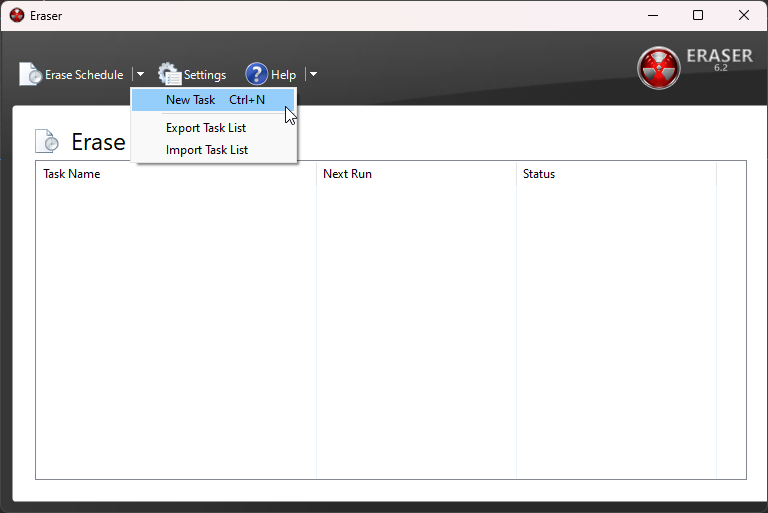 Eraser
Erase Schedule Settings Help
ERASER
6.2
New Task Ctrl+N
Export Task List
Import Task List
Erase
Task Name Next Run Status